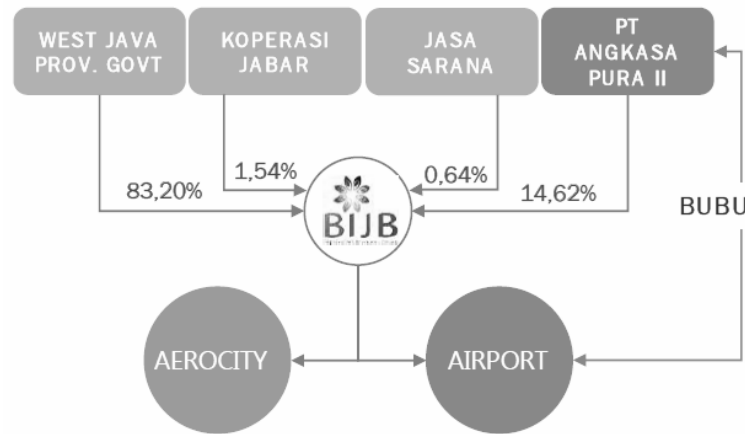 WEST JAVA
PROV. GOVT
KOPERASI
JABAR
JASA
SARANA
PT
ANGKASA
PURA II
83,20%
1,54%
0,64%
14,62%
BUBU
BIJB
AEROCITY
AIRPORT